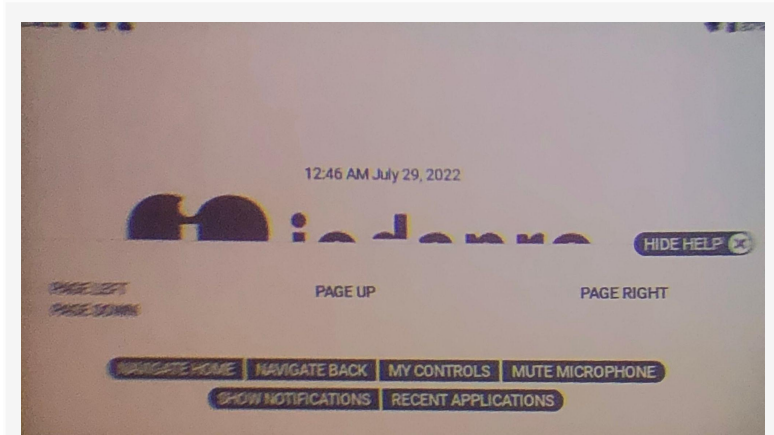 12:46 AM July 29, 2022
HIDE HELP
PAGE LEFT
PAGE UP
PAGE RIGHT
PAGE DOWN
NAVIGATE HOME
NAVIGATE BACK
MY CONTROLS
MUTE MICROPHONE
SHOW NOTIFICATIONS
RECENT APPLICATIONS